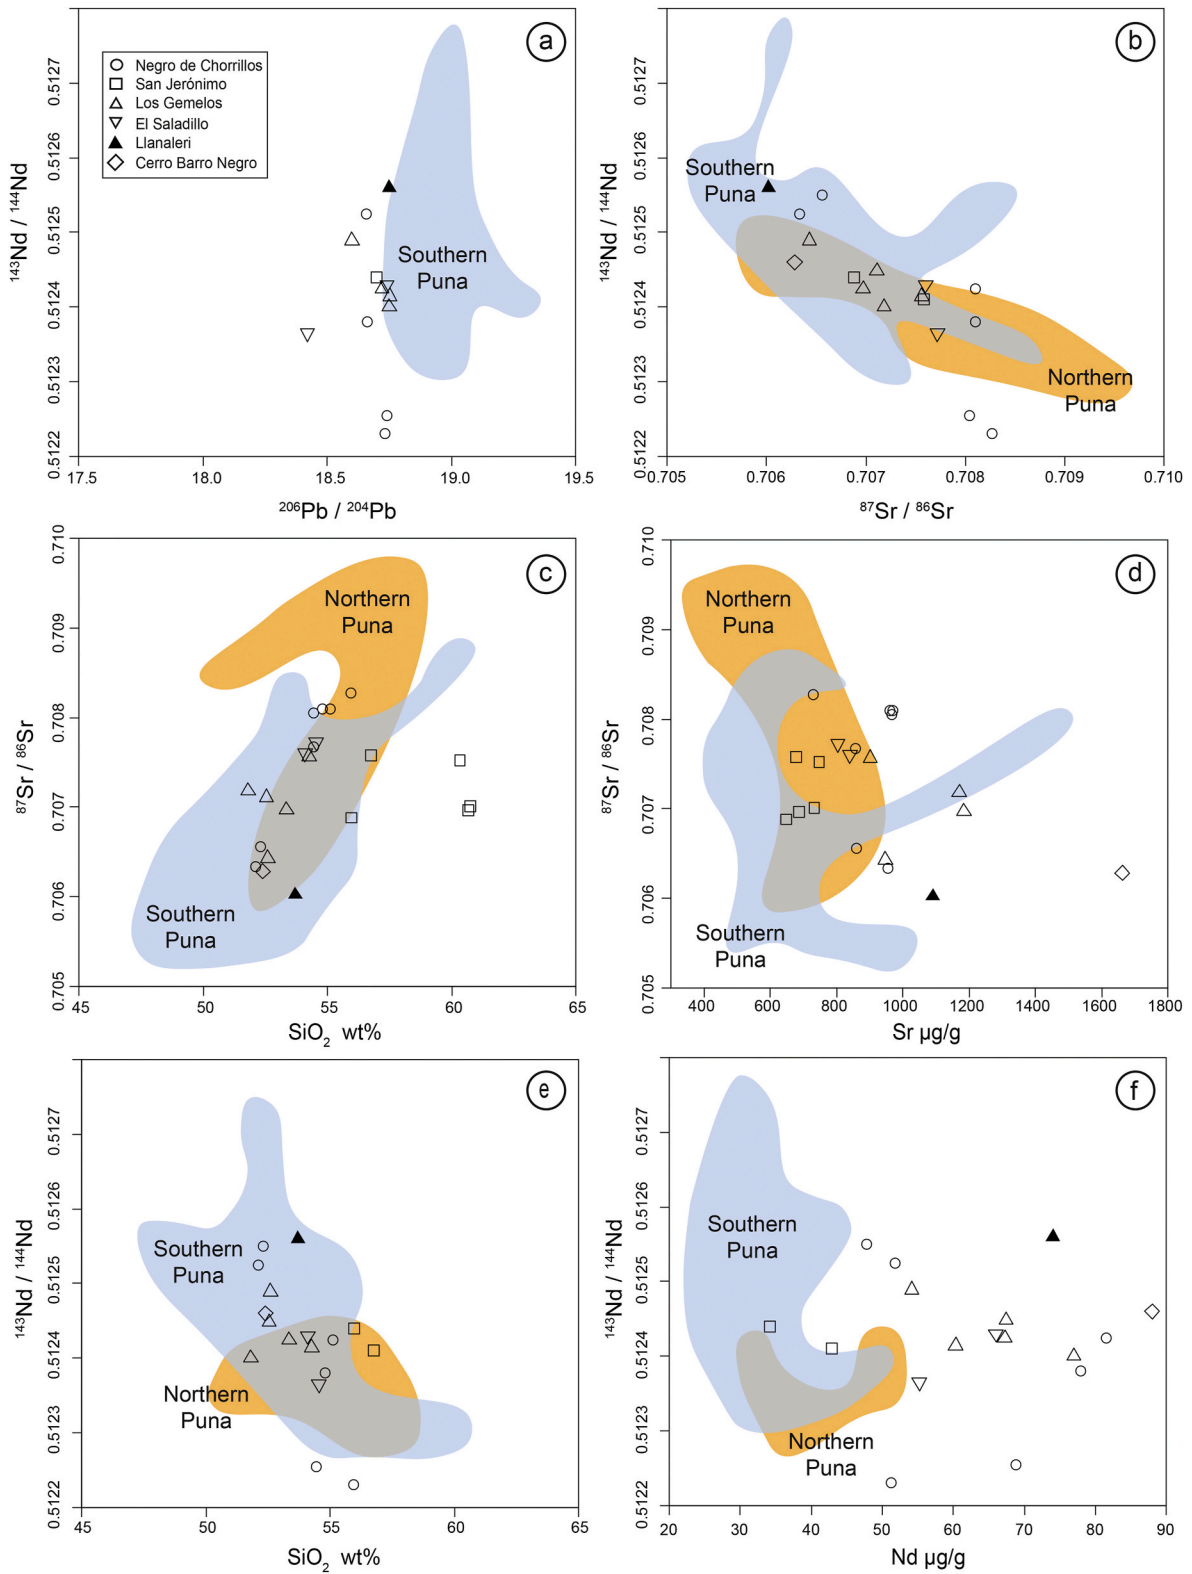 a
Negro de Chorrillos
San Jerónimo
Los Gemelos
El Saladillo
Llanaleri
Cerro Barro Negro
Southern
Puna
¹⁴³Nd / ¹⁴⁴Nd
0.5127
0.5126
0.5125
0.5124
0.5123
0.5122
17.5 18.0 18.5 19.0 19.5
²⁰⁶Pb / ²⁰⁴Pb
b
Southern
Puna
Northern
Puna
¹⁴³Nd / ¹⁴⁴Nd
0.5127
0.5126
0.5125
0.5124
0.5123
0.5122
0.705 0.706 0.707 0.708 0.709 0.710
⁸⁷Sr / ⁸⁶Sr
c
Northern
Puna
Southern
Puna
⁸⁷Sr / ⁸⁶Sr
0.710
0.709
0.708
0.707
0.706
0.705
45 50 55 60 65
SiO₂ wt%
d
Northern
Puna
Southern
Puna
⁸⁷Sr / ⁸⁶Sr
0.710
0.709
0.708
0.707
0.706
0.705
400 600 800 1000 1200 1400 1600 1800
Sr µg/g
e
Southern
Puna
Northern
Puna
¹⁴³Nd / ¹⁴⁴Nd
0.5127
0.5126
0.5125
0.5124
0.5123
0.5122
45 50 55 60 65
SiO₂ wt%
f
Southern
Puna
Northern
Puna
¹⁴³Nd / ¹⁴⁴Nd
0.5127
0.5126
0.5125
0.5124
0.5123
0.5122
20 30 40 50 60 70 80 90
Nd µg/g